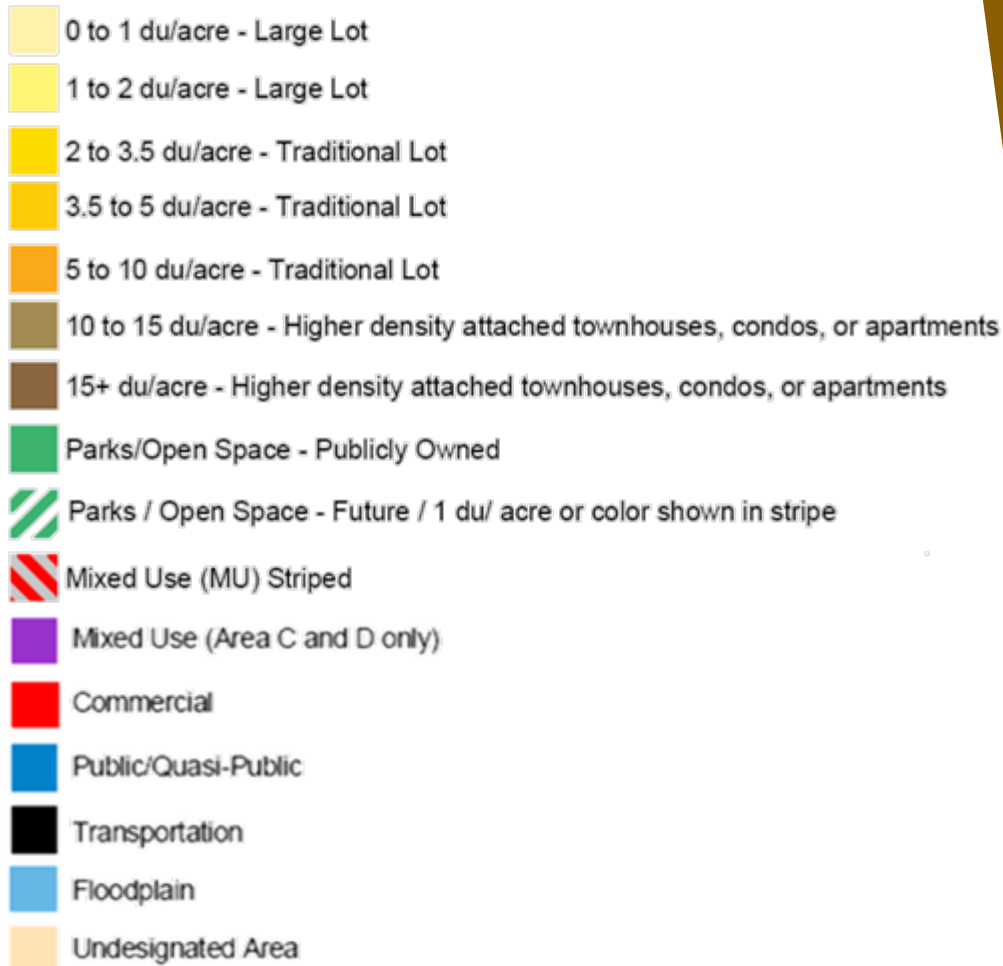 0 to 1 du/acre - Large Lot
1 to 2 du/acre - Large Lot
2 to 3.5 du/acre - Traditional Lot
3.5 to 5 du/acre - Traditional Lot
5 to 10 du/acre - Traditional Lot
10 to 15 du/acre - Higher density attached townhouses, condos, or apartments
15+ du/acre - Higher density attached townhouses, condos, or apartments
Parks/Open Space - Publicly Owned
Parks / Open Space - Future / 1 du/ acre or color shown in stripe
Mixed Use (MU) Striped
Mixed Use (Area C and D only)
Commercial
Public/Quasi-Public
Transportation
Floodplain
Undesignated Area